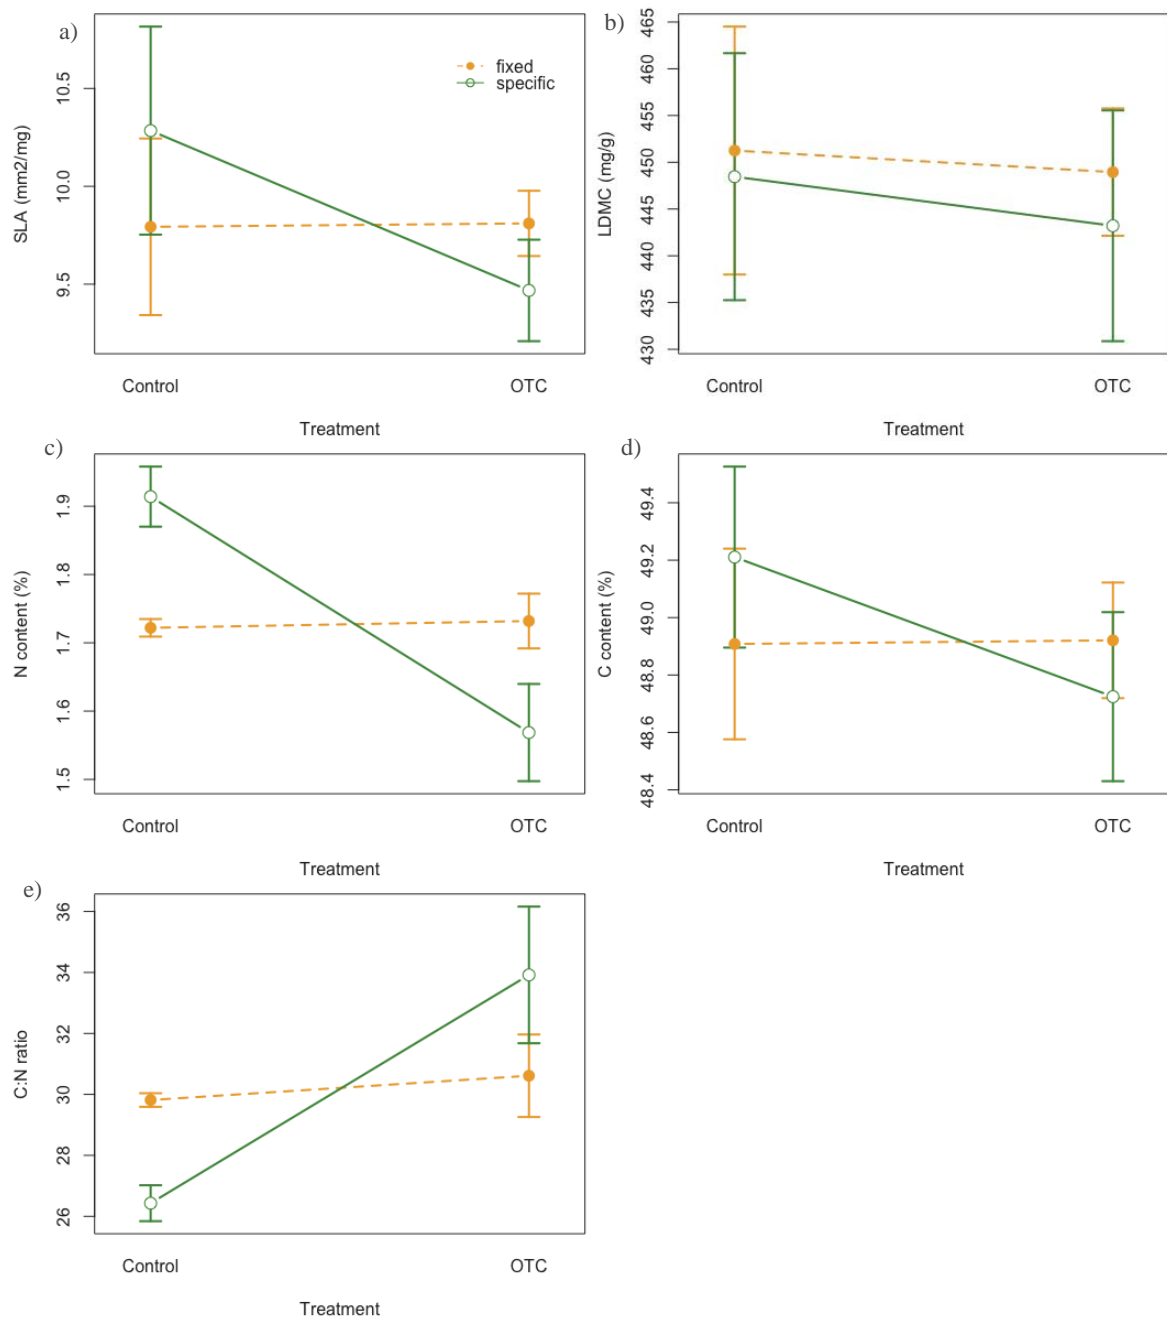 a)
fixed
specific
SLA (mm2/mg)
10.5
10.0
9.5
Control
OTC
Treatment
b)
LDMC (mg/g)
465
460
455
450
445
440
435
430
Control
OTC
Treatment
c)
N content (%)
1.9
1.8
1.7
1.6
1.5
Control
OTC
Treatment
d)
C content (%)
49.4
49.2
49.0
48.8
48.6
48.4
Control
OTC
Treatment
e)
C:N ratio
36
34
32
30
28
26
Control
OTC
Treatment